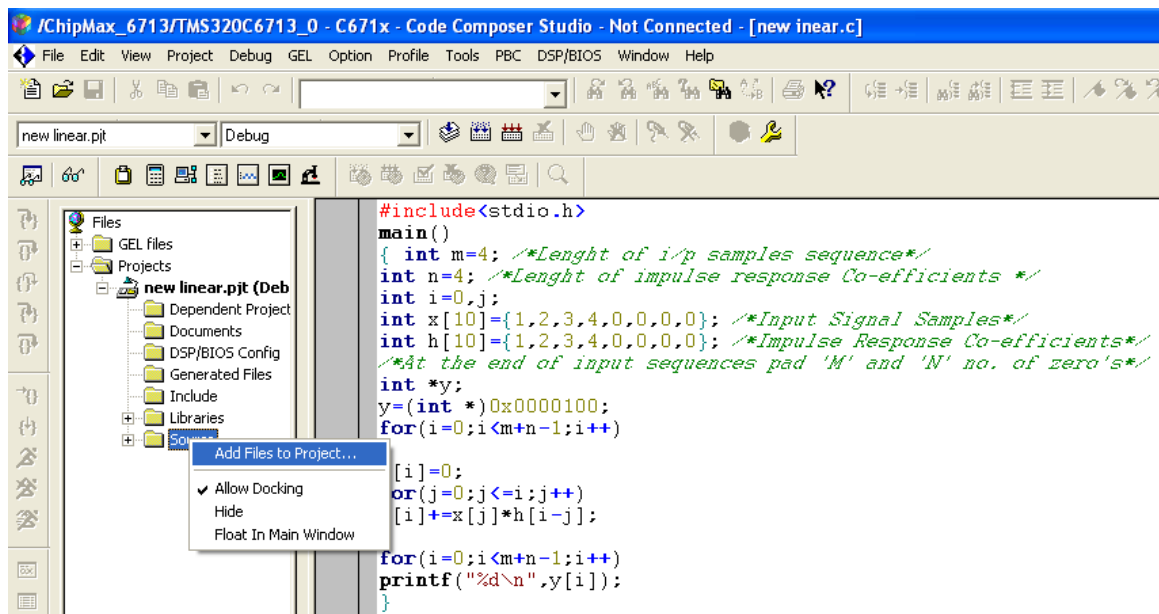 /ChipMax_6713/TMS320C6713_0 - C671x - Code Composer Studio - Not Connected - [new inear.c]
File Edit View Project Debug GEL Option Profile Tools PBC DSP/BIOS Window Help
new linear.pjt Debug
Files
GEL files
Projects
new linear.pjt (Deb
Dependent Project
Documents
DSP/BIOS Config
Generated Files
Include
Libraries
Add Files to Project...
Allow Docking
Hide
Float In Main Window
#include<stdio.h>
main()
{ int m=4; /*Lenght of i/p samples sequence*/
int n=4; /*Lenght of impulse response Co-efficients */
int i=0,j;
int x[10]={1,2,3,4,0,0,0,0}; /*Input Signal Samples*/
int h[10]={1,2,3,4,0,0,0,0}; /*Impulse Response Co-efficients*/
/*At the end of input sequences pad 'M' and 'N' no. of zero's*/
int *y;
y=(int *)0x0000100;
for(i=0;i<m+n-1;i++)
[i]=0;
or(j=0;j<=i;j++)
[i]+=x[j]*h[i-j];
for(i=0;i<m+n-1;i++)
printf("%d\n",y[i]);
}